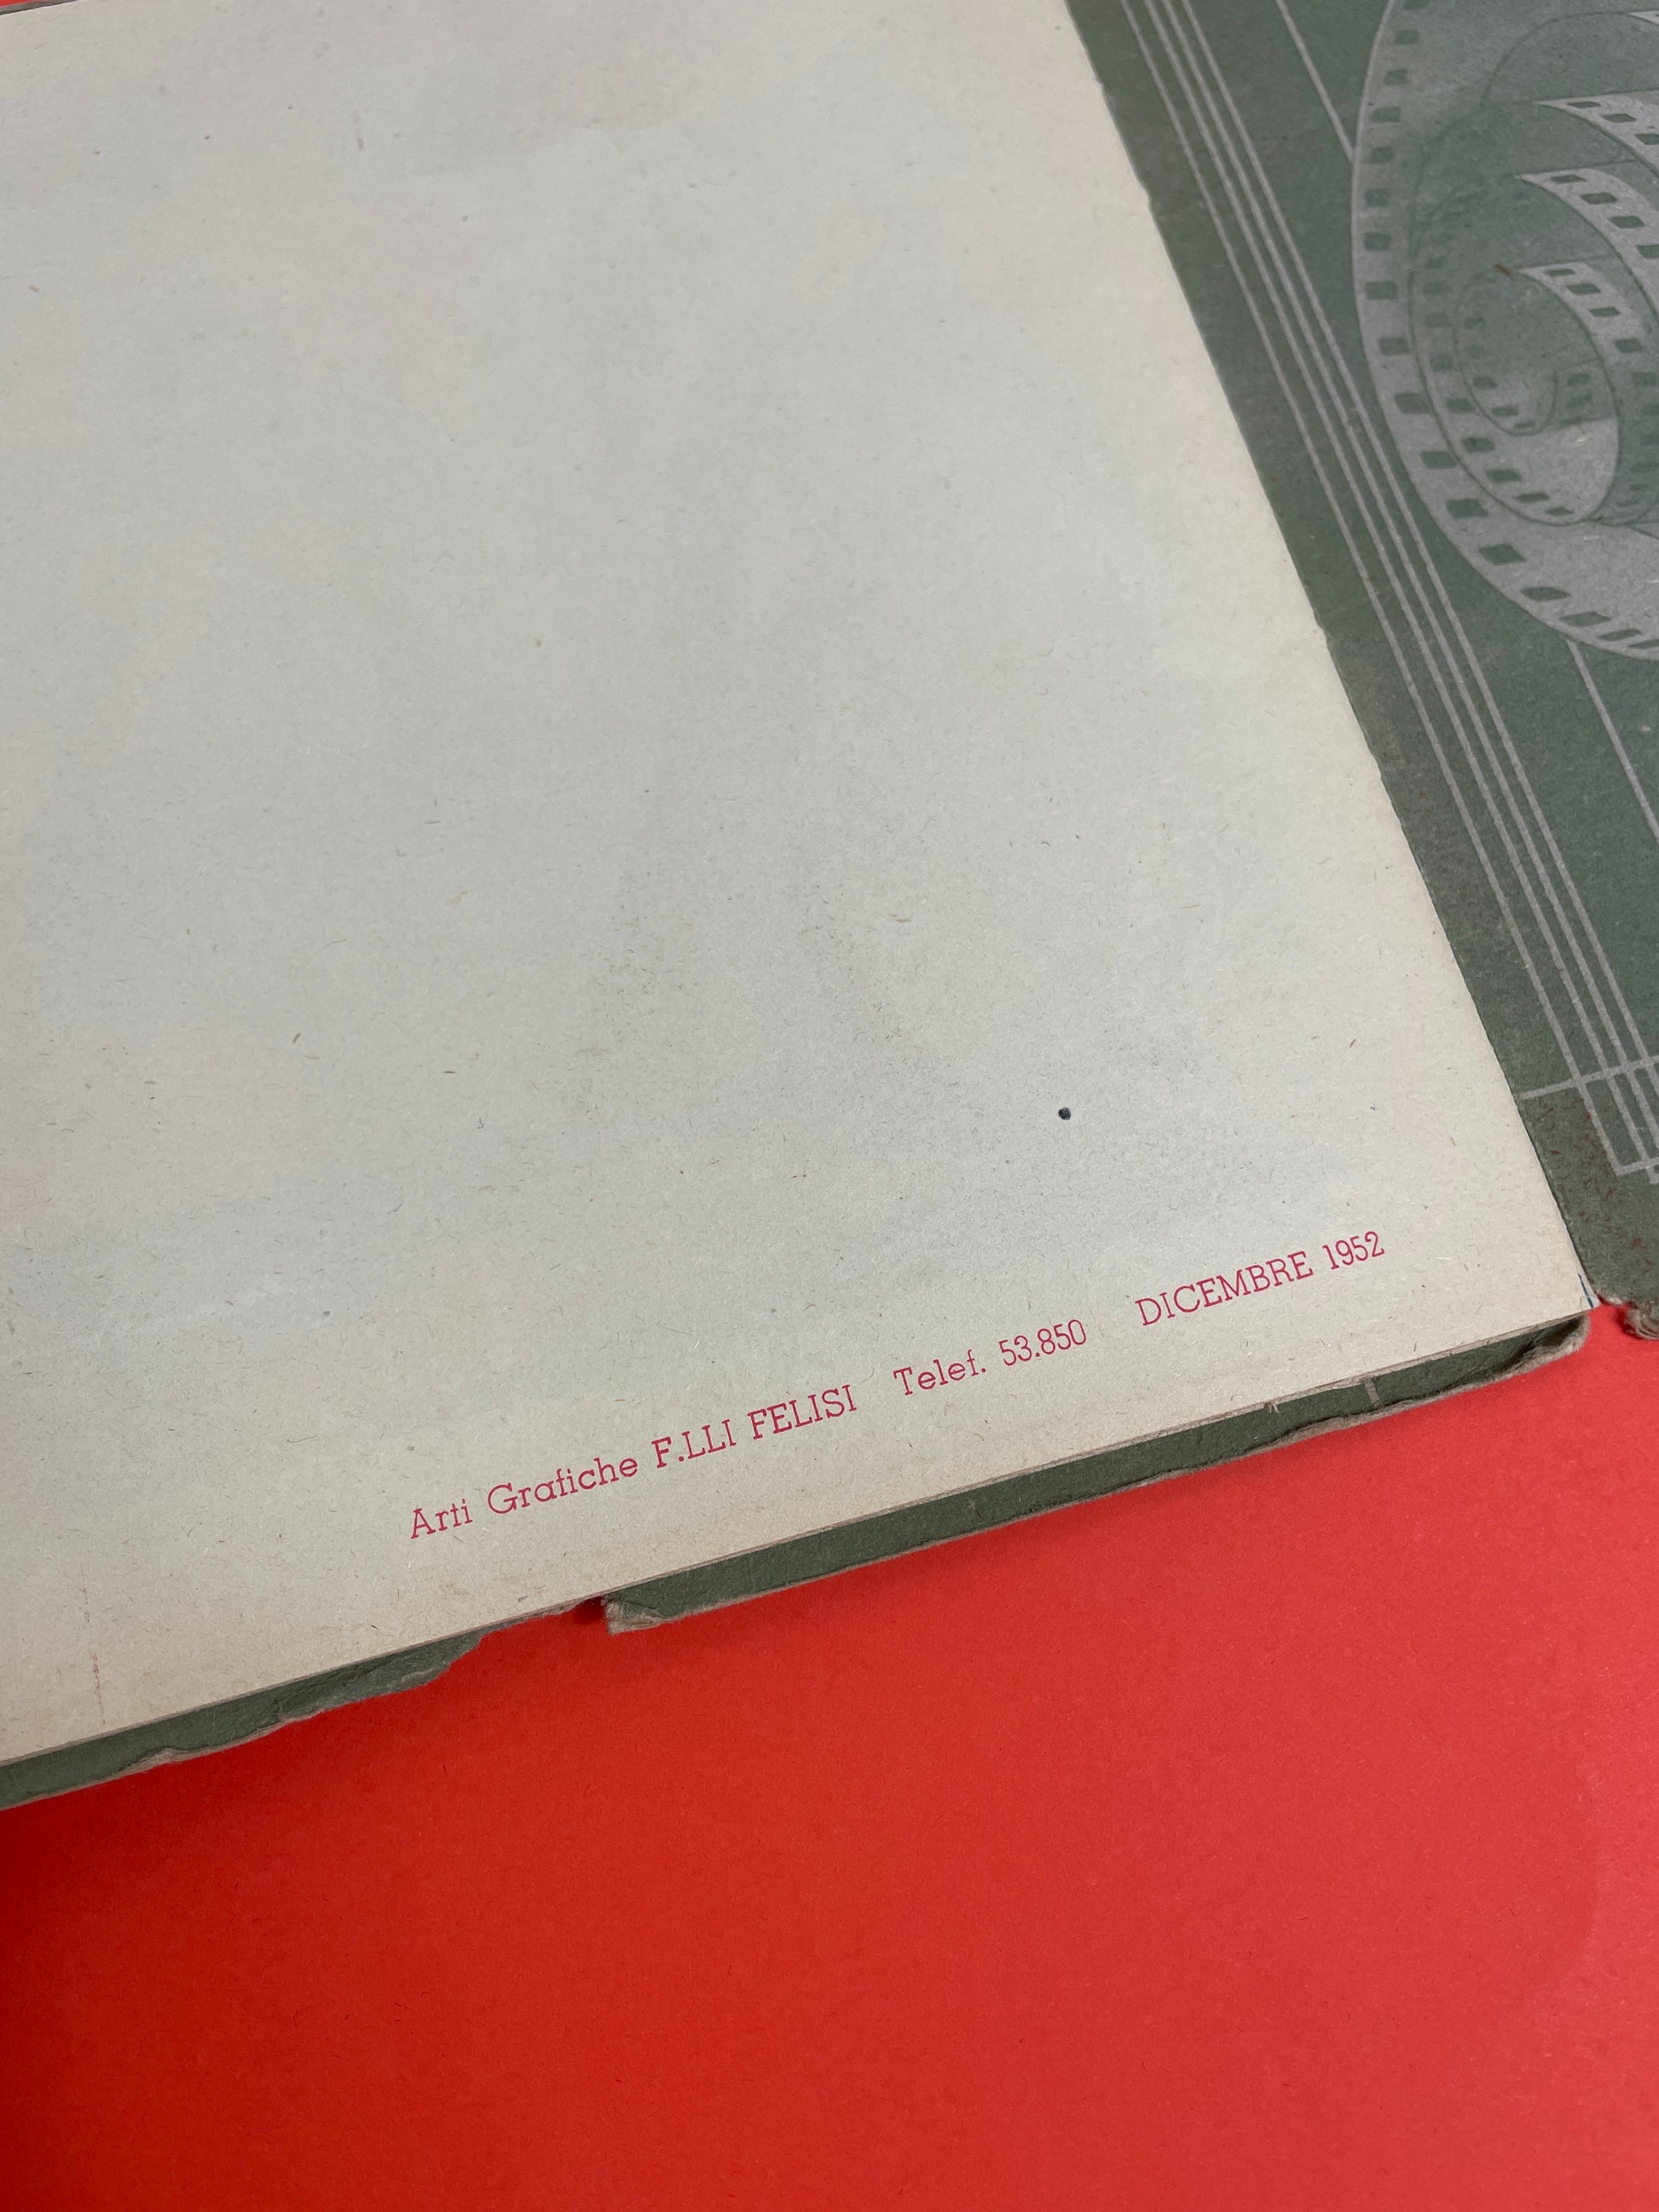 Arti Grafiche F.LLI FELISI Telef. 53.850 DICEMBRE 1952